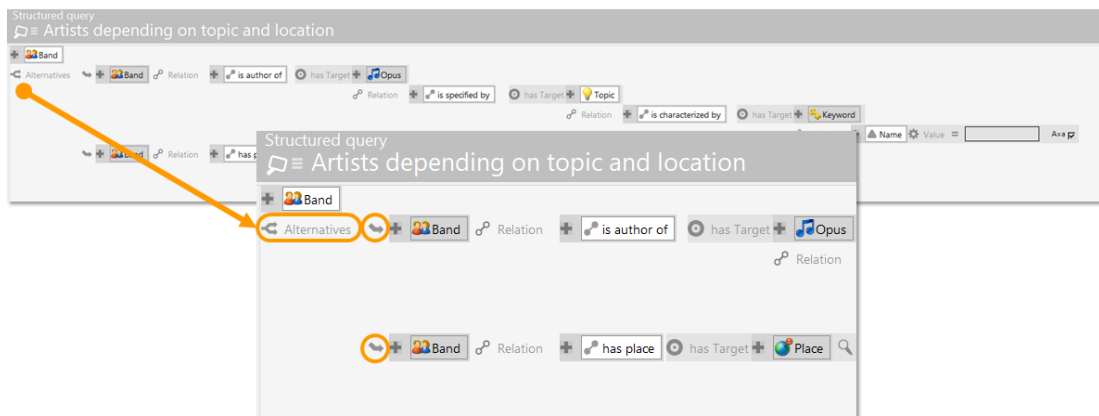 Structured query
Artists depending on topic and location
Band
Alternatives Band Relation is author of has Target Opus
Relation is specified by has Target Topic
Relation is characterized by has Target Keyword
Name Value =
Band Relation
Structured query
Artists depending on topic and location
Band
Alternatives Band Relation is author of has Target Opus
Relation
Band Relation has place has Target Place